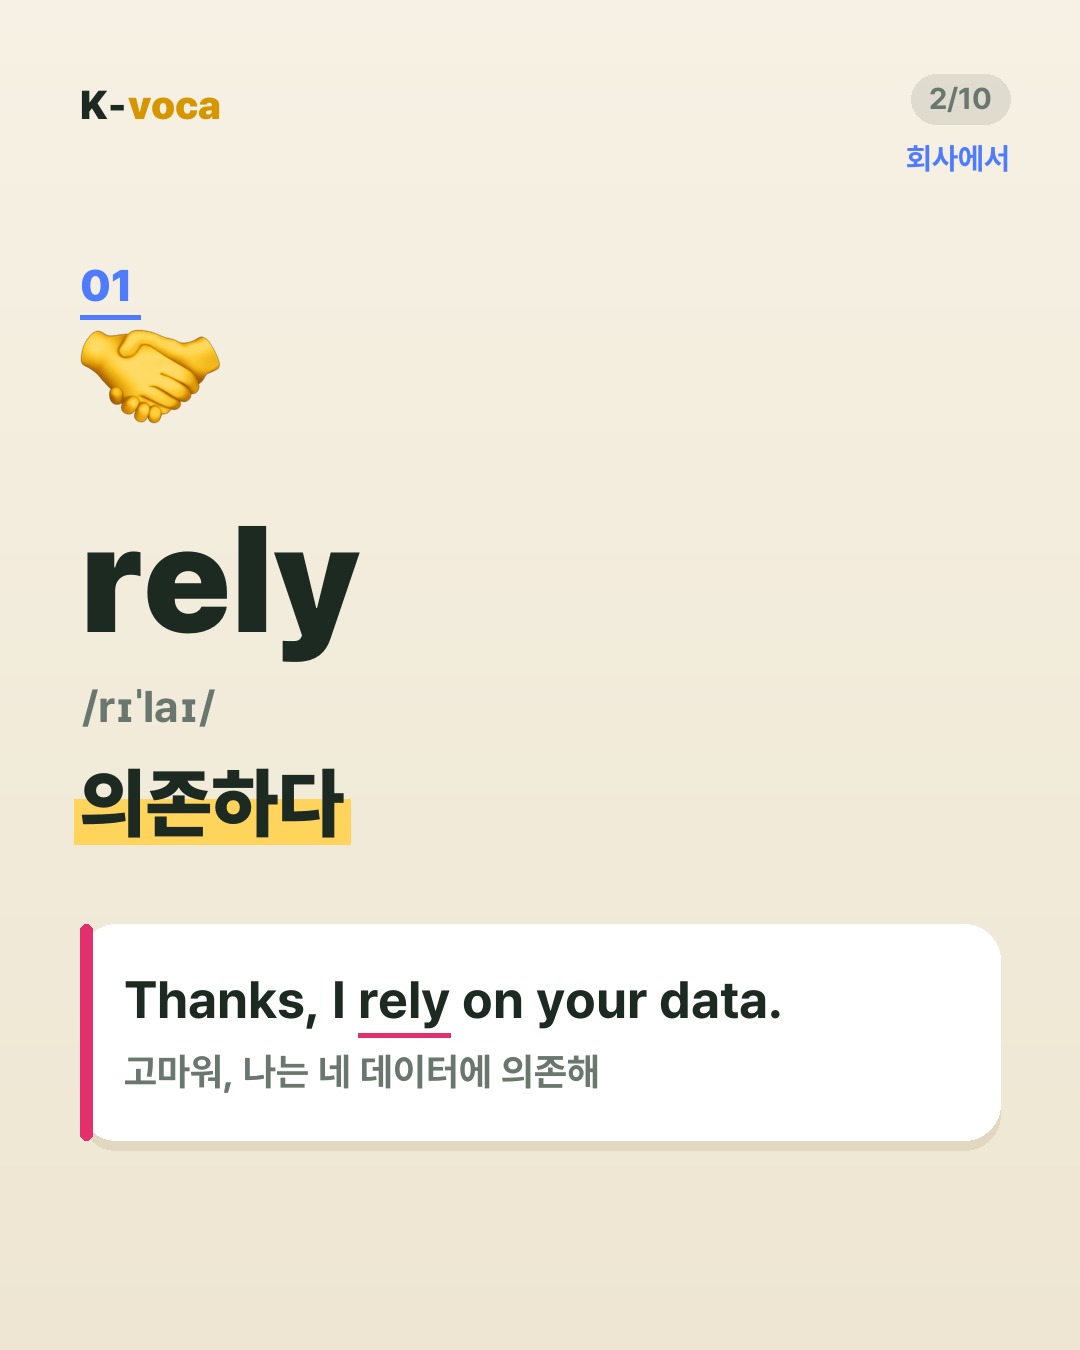 K-voca
2/10
회사에서
01
rely
/rɪˈlaɪ/
의존하다
Thanks, I rely on your data.
고마워, 나는 네 데이터에 의존해